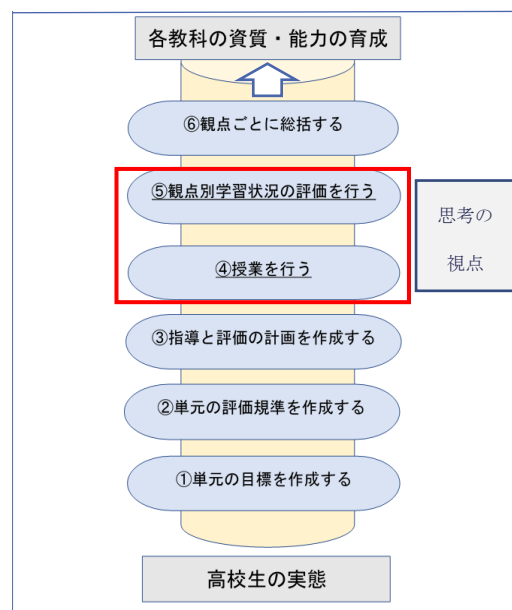 各教科の資質・能力の育成
⑥観点ごとに総括する
⑤観点別学習状況の評価を行う
思考の
視点
④授業を行う
③指導と評価の計画を作成する
②単元の評価規準を作成する
①単元の目標を作成する
高校生の実態